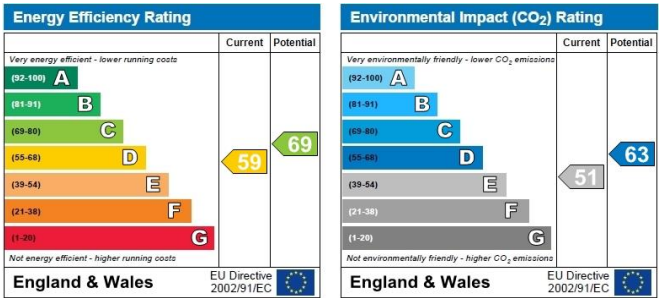 Energy Efficiency Rating
Current Potential
Very energy efficient - lower running costs
(92-100) A
(81-91) B
(69-80) C
(55-68) D
(39-54) E
(21-38) F
(1-20) G
59
69
Not energy efficient - higher running costs
England & Wales
EU Directive
2002/91/EC
Environmental Impact (CO₂) Rating
Current Potential
Very environmentally friendly - lower CO₂ emissions
(92-100) A
(81-91) B
(69-80) C
(55-68) D
(39-54) E
(21-38) F
(1-20) G
51
63
Not environmentally friendly - higher CO₂ emissions
England & Wales
EU Directive
2002/91/EC